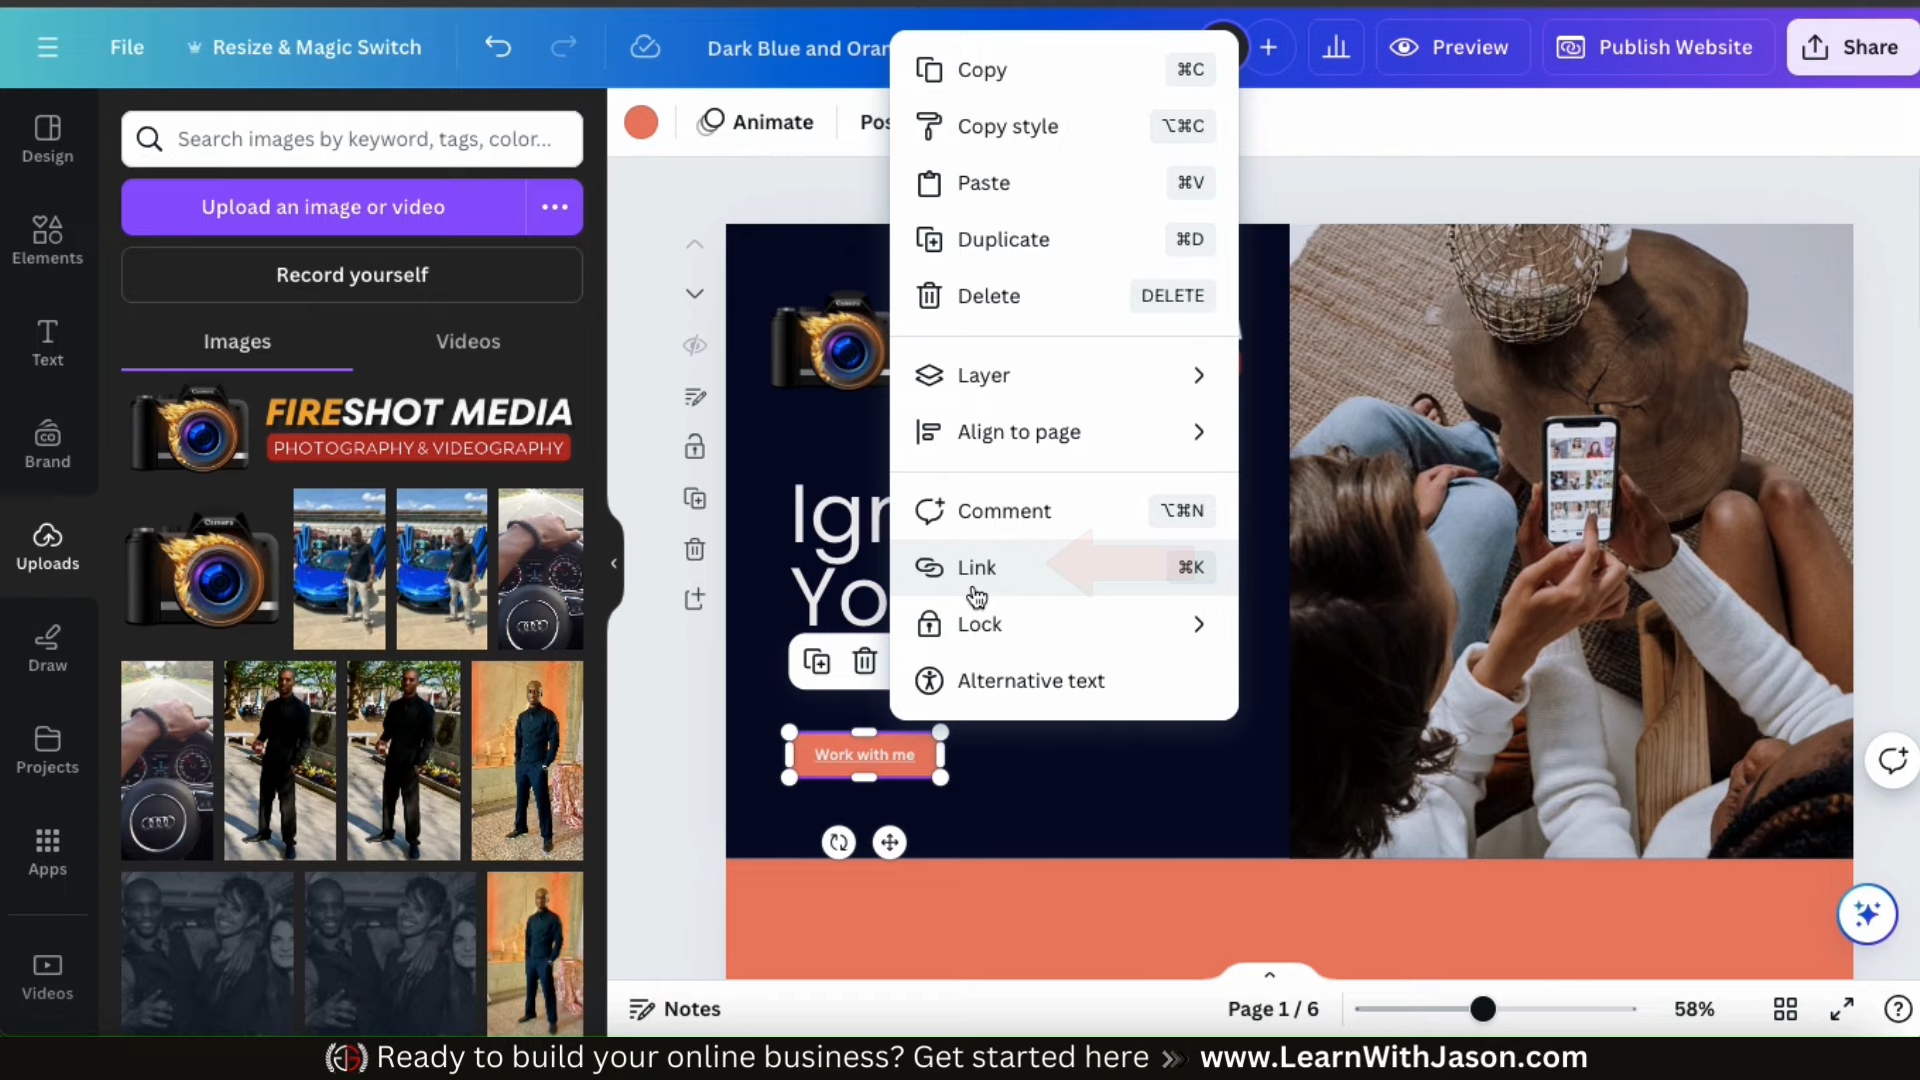 File
Resize & Magic Switch
Dark Blue and Oran
Preview
Publish Website
Share
Design
Elements
Text
Brand
Uploads
Draw
Projects
Apps
Videos
Search images by keyword, tags, color...
Upload an image or video
Record yourself
Images
Videos
Camera
FIRESHOT MEDIA
PHOTOGRAPHY & VIDEOGRAPHY
Camera
Animate
Pos
Copy ⌘C
Copy style ⌥⌘C
Paste ⌘V
Duplicate ⌘D
Delete DELETE
Layer
Align to page
Comment ⌥⌘N
Link ⌘K
Lock
Alternative text
Camera
Ign
Yo
Work with me
Notes
Page 1 / 6
58%
Ready to build your online business? Get started here www.LearnWithJason.com